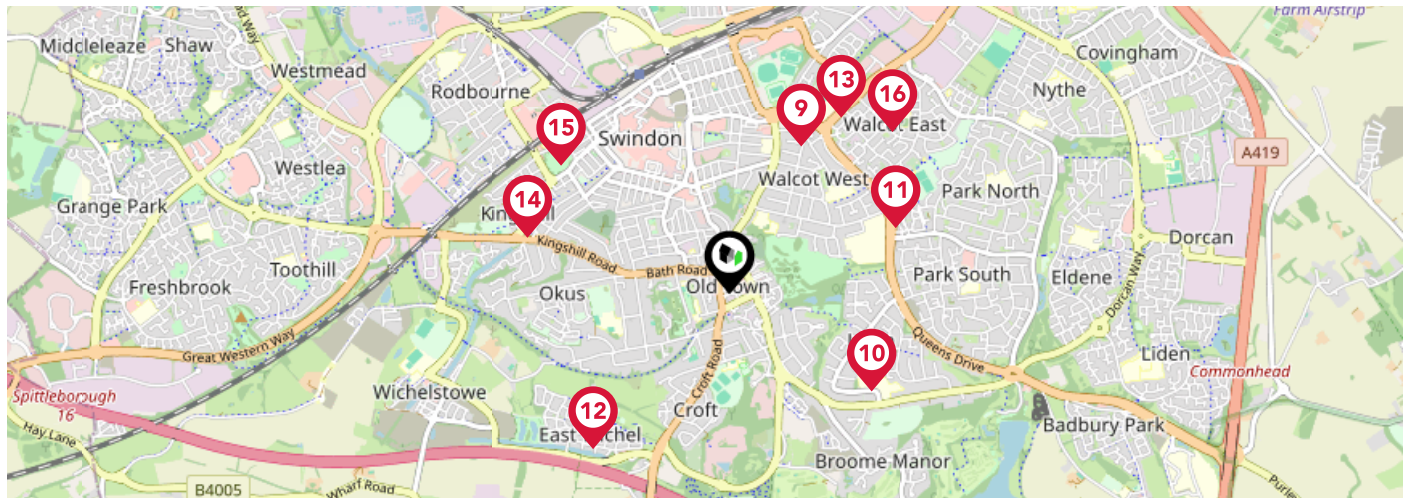 Farm Airstrip
Middleleaze
Shaw
Covingham
Westmead
Rodbourne
Nythe
13
16
9
15
Swindon
Walcot East
A419
Westlea
Walcot West
11
Park North
14
Grange Park
Kingshill
Kingshill Road
Dorcan
Bath Road
Toothill
Park South
Eldene
Freshbrook
Okus
Old Town
Dorcan Way
Great Western Way
Queens Drive
10
Croft Road
Liden
Commonhead
Spittleborough
16
Wichelstowe
12
Croft
Hay Lane
East Wichel
Badbury Park
Broome Manor
B4005
Wharf Road